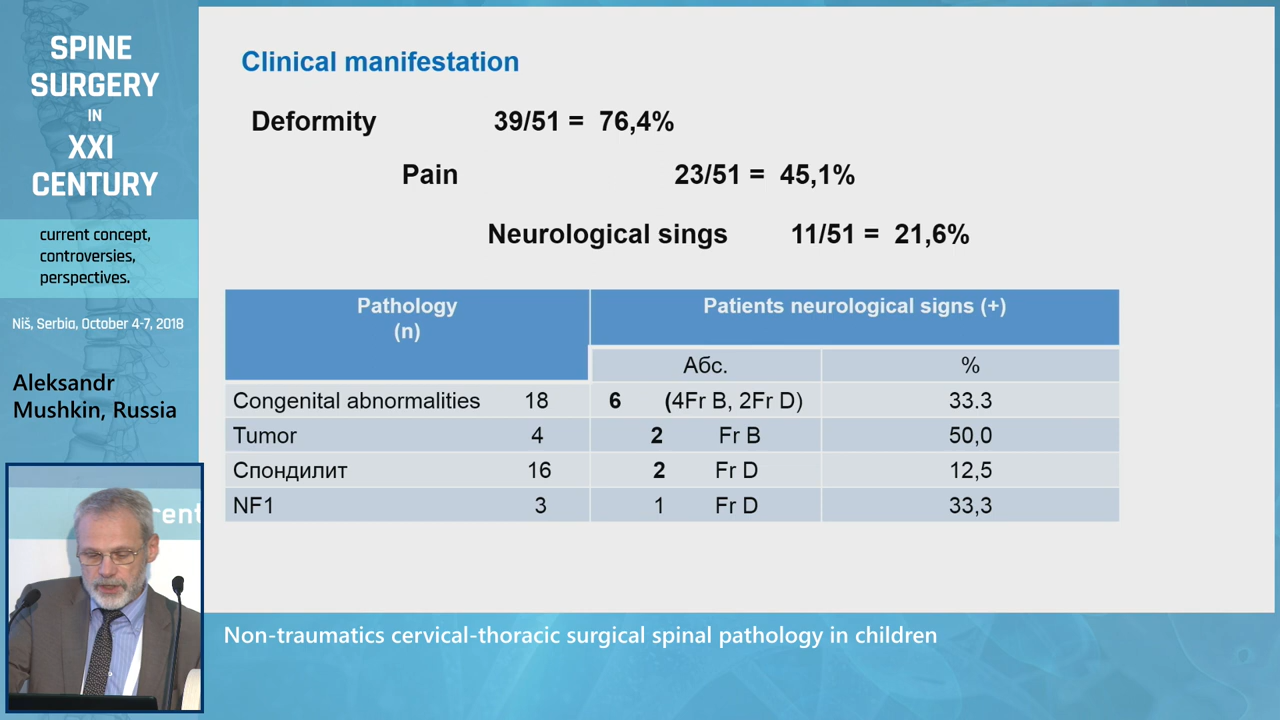 SPINE
SURGERY
IN
XXI
CENTURY
current concept,
controversies,
perspectives.
Niš, Serbia, October 4-7, 2018
Aleksandr
Mushkin, Russia
rent
Clinical manifestation
Deformity 39/51 = 76,4%
Pain 23/51 = 45,1%
Neurological sings 11/51 = 21,6%
Pathology
(n)
Patients neurological signs (+)
Абс. %
Congenital abnormalities 18 6 (4Fr B, 2Fr D) 33.3
Tumor 4 2 Fr B 50,0
Спондилит 16 2 Fr D 12,5
NF1 3 1 Fr D 33,3
Non-traumatics cervical-thoracic surgical spinal pathology in children